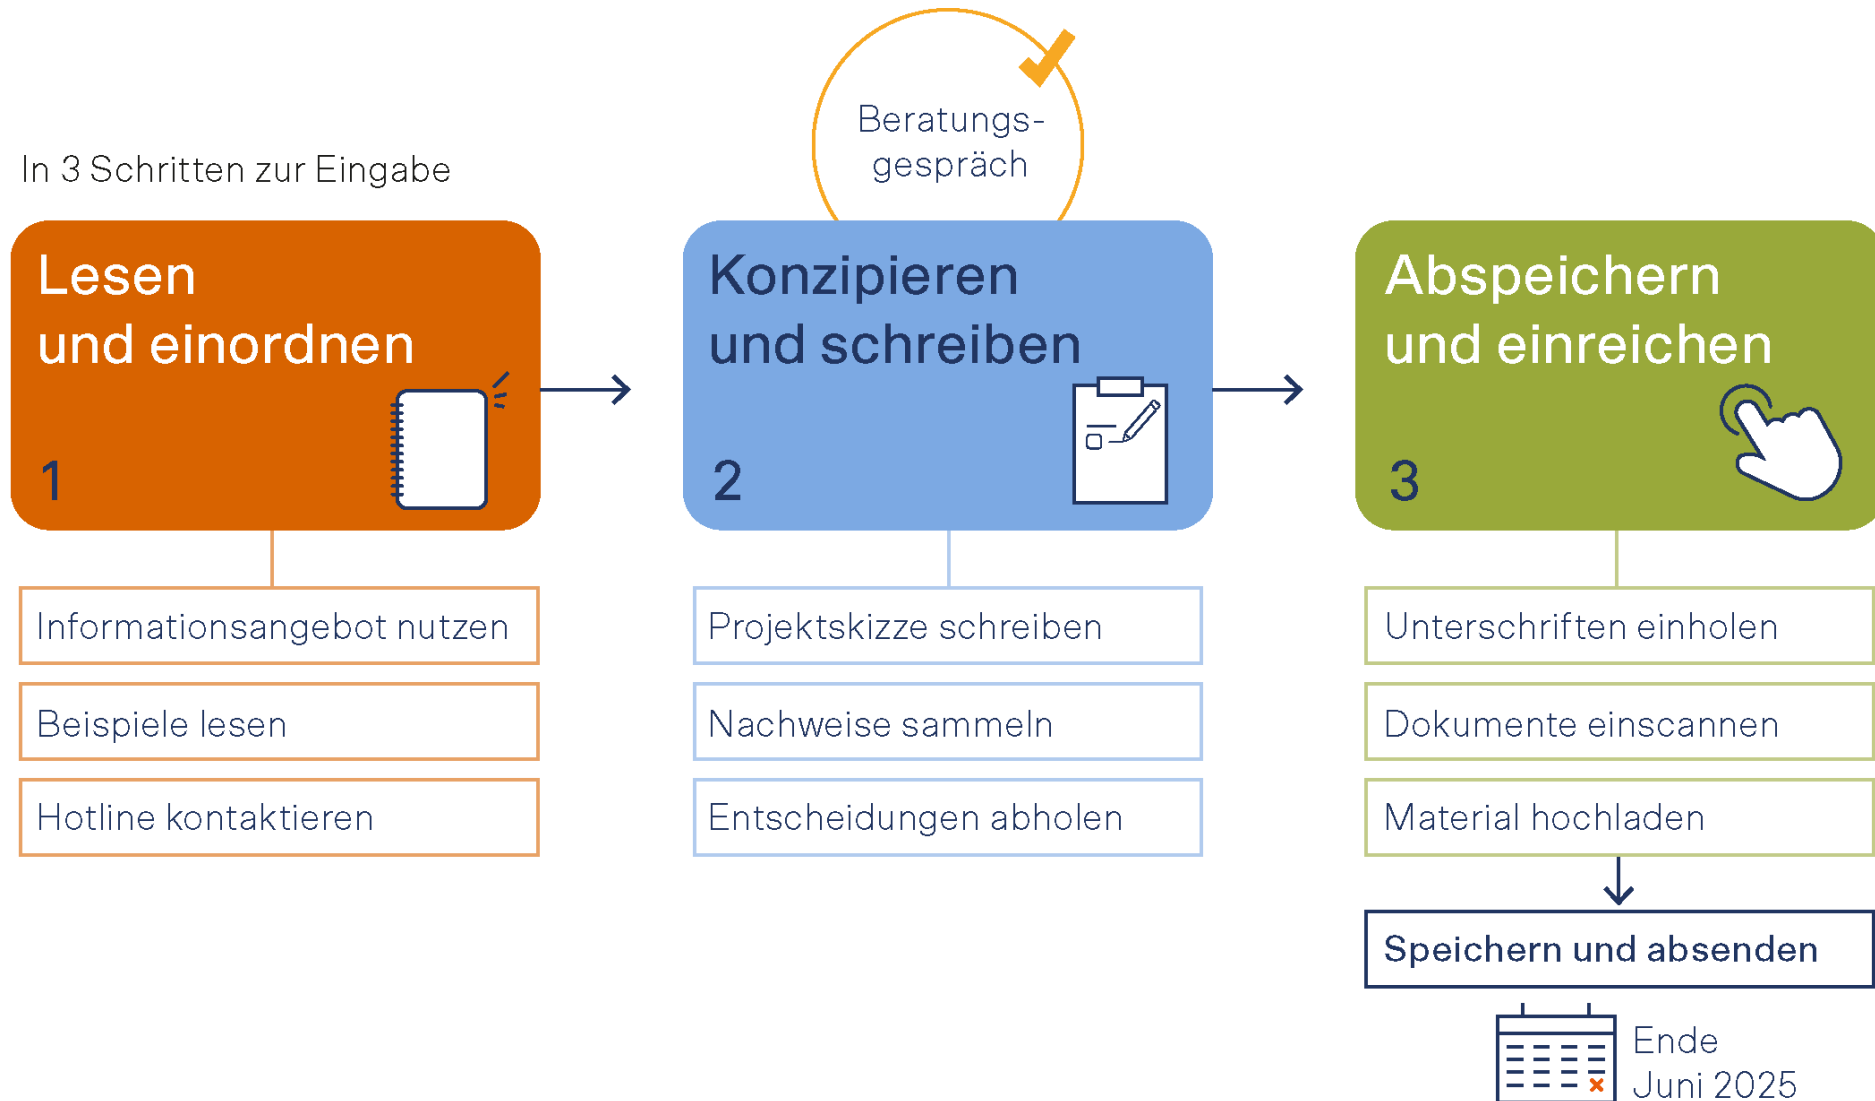 In 3 Schritten zur Eingabe
Beratungs-
gespräch
Lesen
und einordnen
1
Informationsangebot nutzen
Beispiele lesen
Hotline kontaktieren
Konzipieren
und schreiben
2
Projektskizze schreiben
Nachweise sammeln
Entscheidungen abholen
Abspeichern
und einreichen
3
Unterschriften einholen
Dokumente einscannen
Material hochladen
Speichern und absenden
Ende
Juni 2025